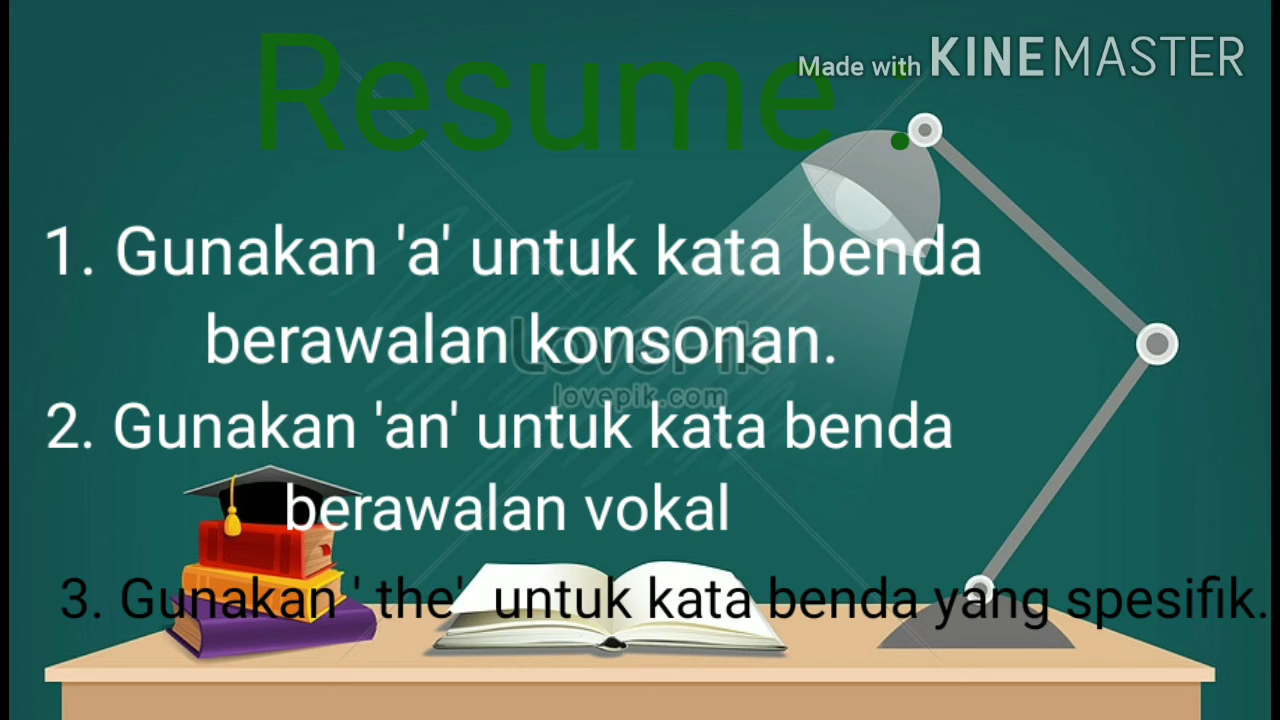 Made with KINEMASTER
Resume :
1. Gunakan 'a' untuk kata benda
berawalan konsonan.
LovePik
lovepik.com
2. Gunakan 'an' untuk kata benda
berawalan vokal
3. Gunakan ' the' untuk kata benda yang spesifik.